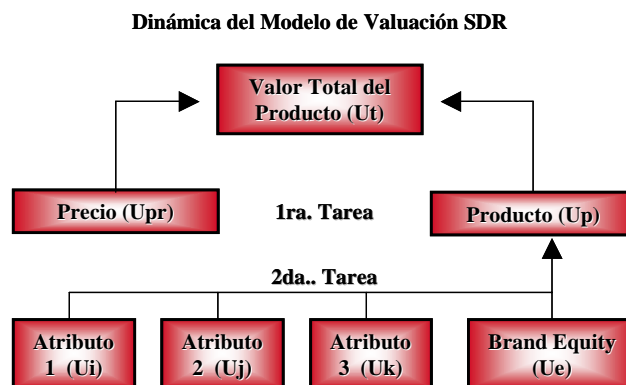 Dinámica del Modelo de Valuación SDR
Valor Total del
Producto (Ut)
Precio (Upr)
1ra. Tarea
Producto (Up)
2da.. Tarea
Atributo
1 (Ui)
Atributo
2 (Uj)
Atributo
3 (Uk)
Brand Equity
(Ue)